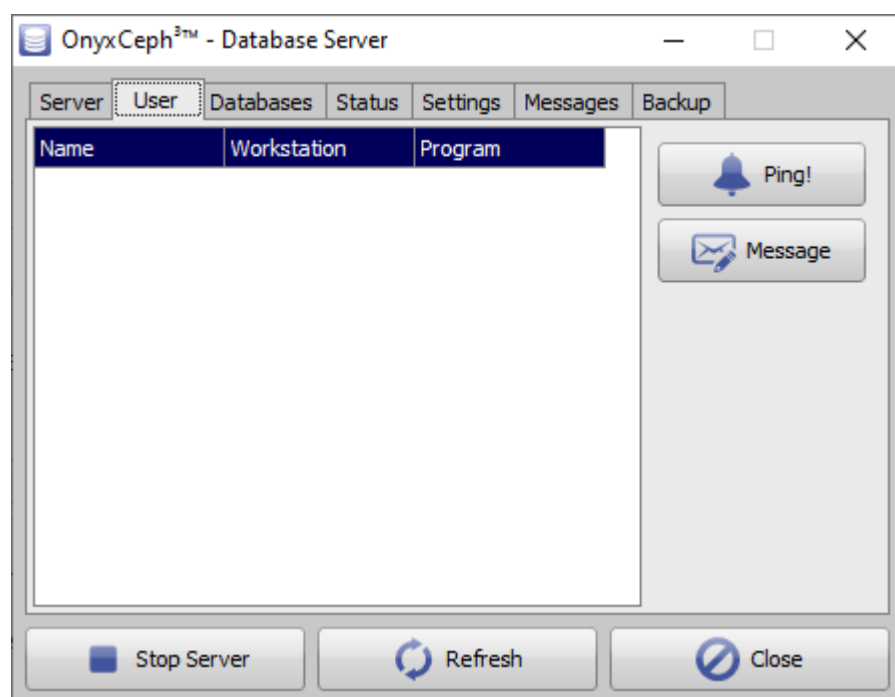 OnyxCeph³™ - Database Server
Server User Databases Status Settings Messages Backup
Name Workstation Program
Ping!
Message
Stop Server Refresh Close